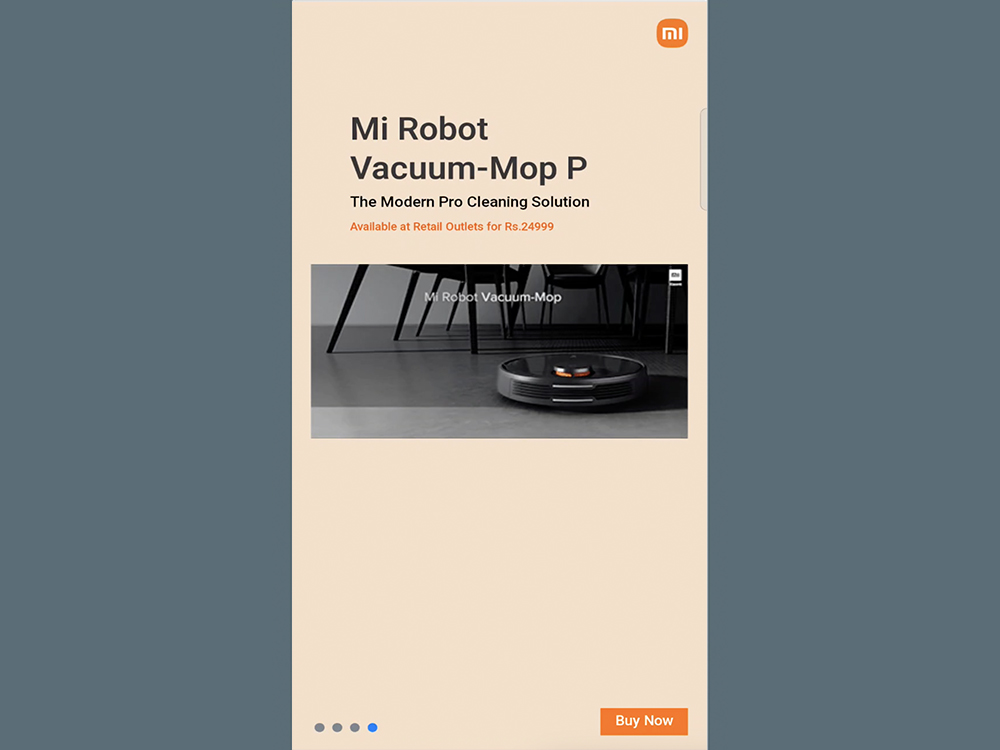 mi
Mi Robot
Vacuum-Mop P
The Modern Pro Cleaning Solution
Available at Retail Outlets for Rs.24999
Mi Robot Vacuum-Mop
Buy Now